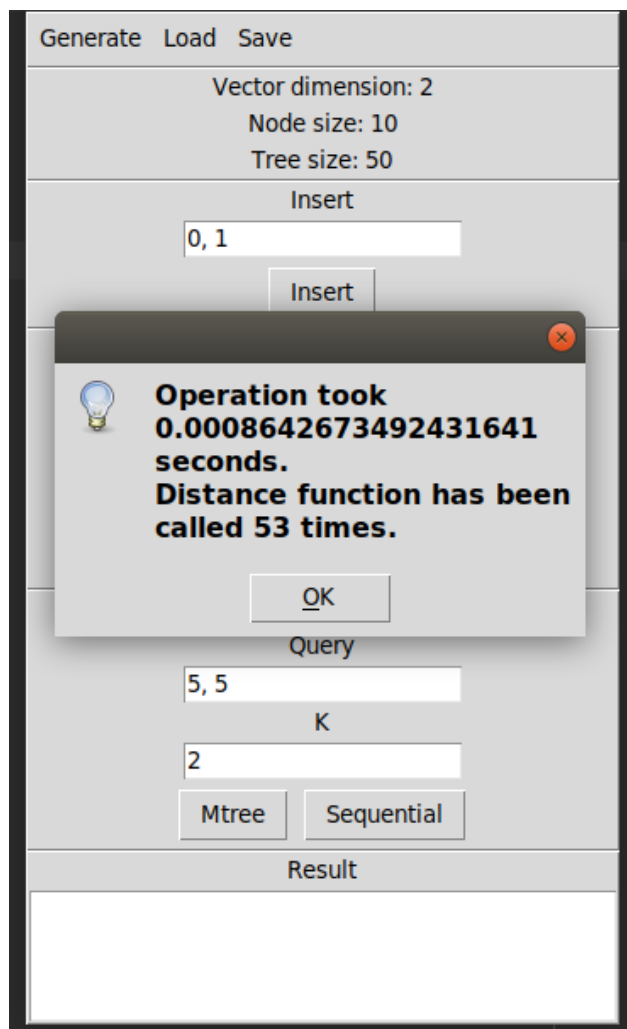 Generate Load Save
Vector dimension: 2
Node size: 10
Tree size: 50
Insert
0, 1
Insert
Operation took
0.0008642673492431641
seconds.
Distance function has been
called 53 times.
OK
Query
5, 5
K
2
Mtree Sequential
Result